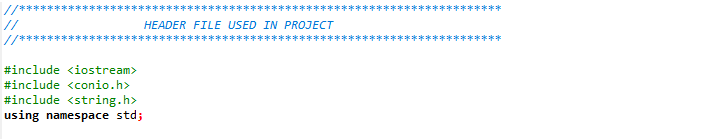 //*********************************************************************
//                  HEADER FILE USED IN PROJECT
//*********************************************************************
#include <iostream>
#include <conio.h>
#include <string.h>
using namespace std;